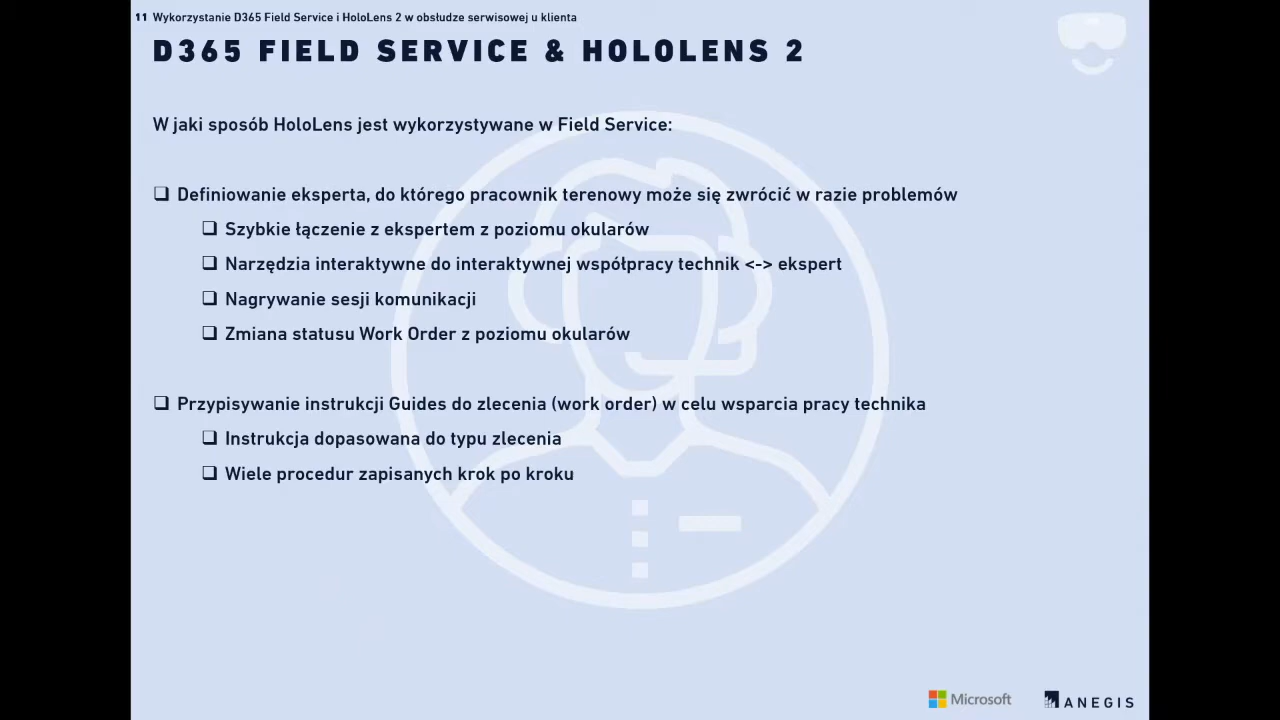 11 Wykorzystanie D365 Field Service i HoloLens 2 w obsłudze serwisowej u klienta
D365 FIELD SERVICE & HOLOLENS 2
W jaki sposób HoloLens jest wykorzystywane w Field Service:
❑ Definiowanie eksperta, do którego pracownik terenowy może się zwrócić w razie problemów
❑ Szybkie łączenie z ekspertem z poziomu okularów
❑ Narzędzia interaktywne do interaktywnej współpracy technik <-> ekspert
❑ Nagrywanie sesji komunikacji
❑ Zmiana statusu Work Order z poziomu okularów
❑ Przypisywanie instrukcji Guides do zlecenia (work order) w celu wsparcia pracy technika
❑ Instrukcja dopasowana do typu zlecenia
❑ Wiele procedur zapisanych krok po kroku
Microsoft
ANEGIS